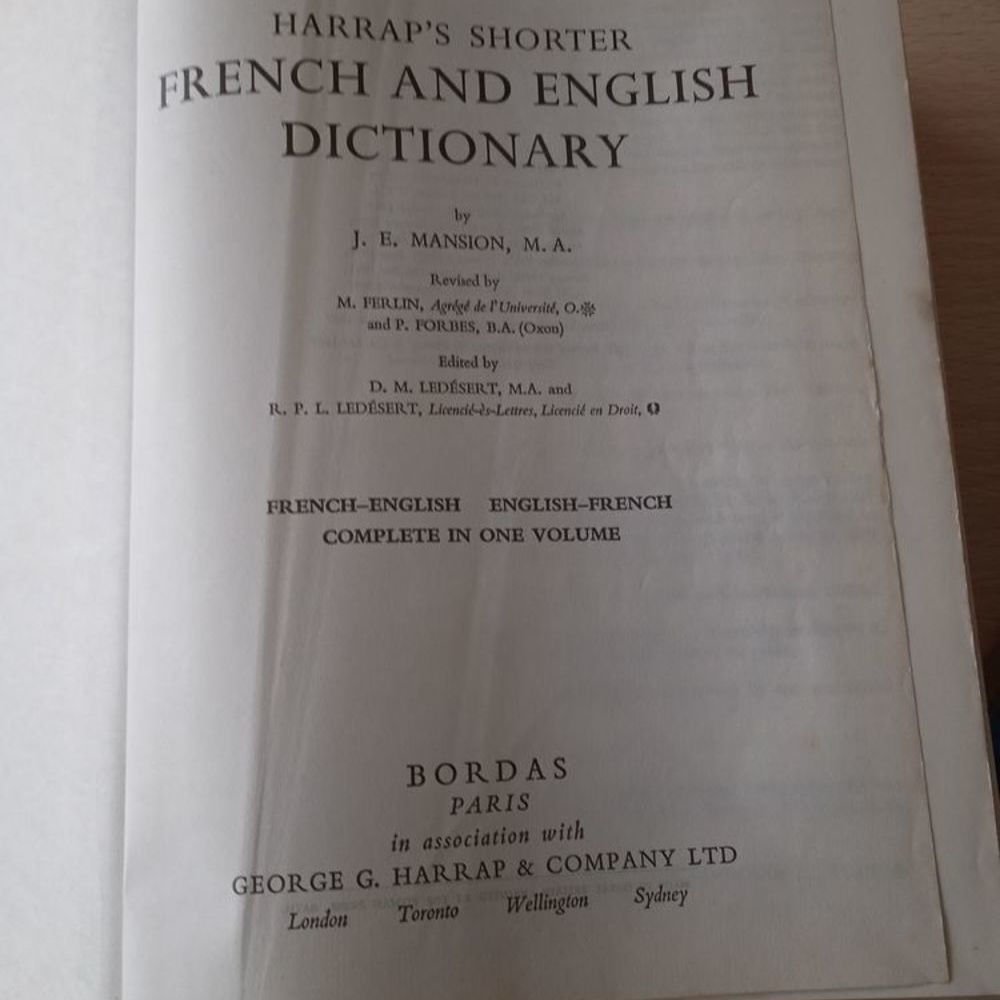 HARRAP'S SHORTER
FRENCH AND ENGLISH
DICTIONARY
by
J. E. MANSION, M. A.
Revised by
M. FERLIN, Agrégé de l'Université, O.❊
and P. FORBES, B.A. (Oxon)
Edited by
D. M. LEDÉSERT, M.A. and
R. P. L. LEDÉSERT, Licencié-ès-Lettres, Licencié en Droit,
FRENCH–ENGLISH ENGLISH–FRENCH
COMPLETE IN ONE VOLUME
BORDAS
PARIS
in association with
GEORGE G. HARRAP & COMPANY LTD
London Toronto Wellington Sydney